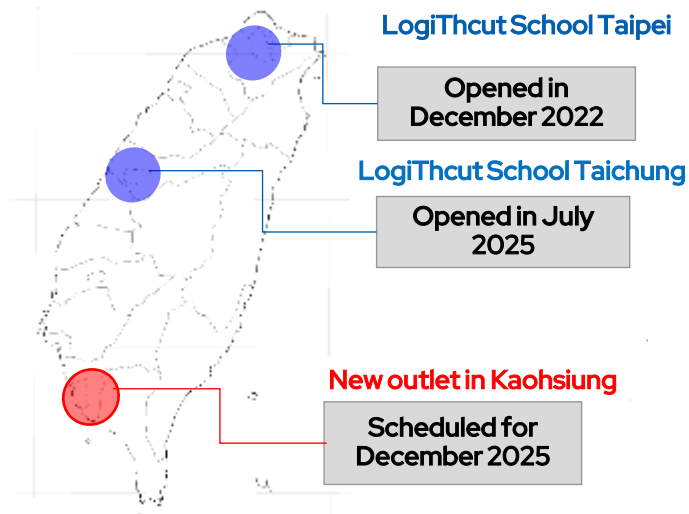 LogiThcut School Taipei
Opened in
December 2022
LogiThcut School Taichung
Opened in July
2025
New outlet in Kaohsiung
Scheduled for
December 2025